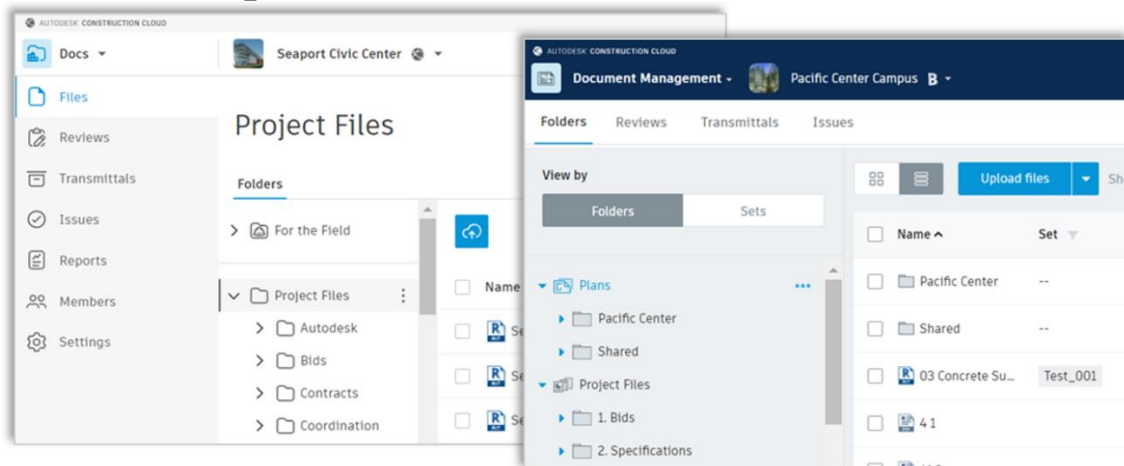 AUTODESK CONSTRUCTION CLOUD
Docs
Seaport Civic Center
Files
Reviews
Transmittals
Issues
Reports
Members
Settings
Project Files
Folders
For the Field
Project Files
Autodesk
Bids
Contracts
Coordination
Name
AUTODESK CONSTRUCTION CLOUD
Document Management
Pacific Center Campus B
Folders Reviews Transmittals Issues
View by
Folders Sets
Plans
Pacific Center
Shared
Project Files
1. Bids
2. Specifications
Upload files
Name Set
Pacific Center --
Shared --
03 Concrete Su... Test_001
4 1